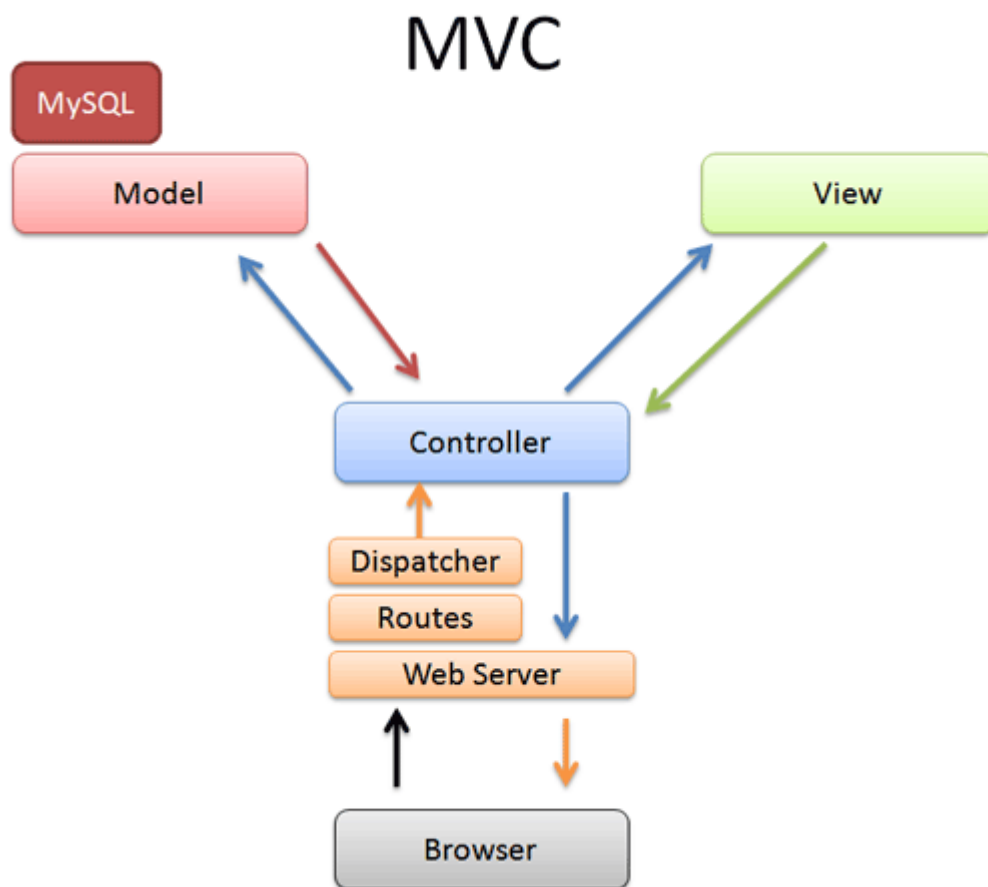 MVC
MySQL
Model
View
Controller
Dispatcher
Routes
Web Server
Browser